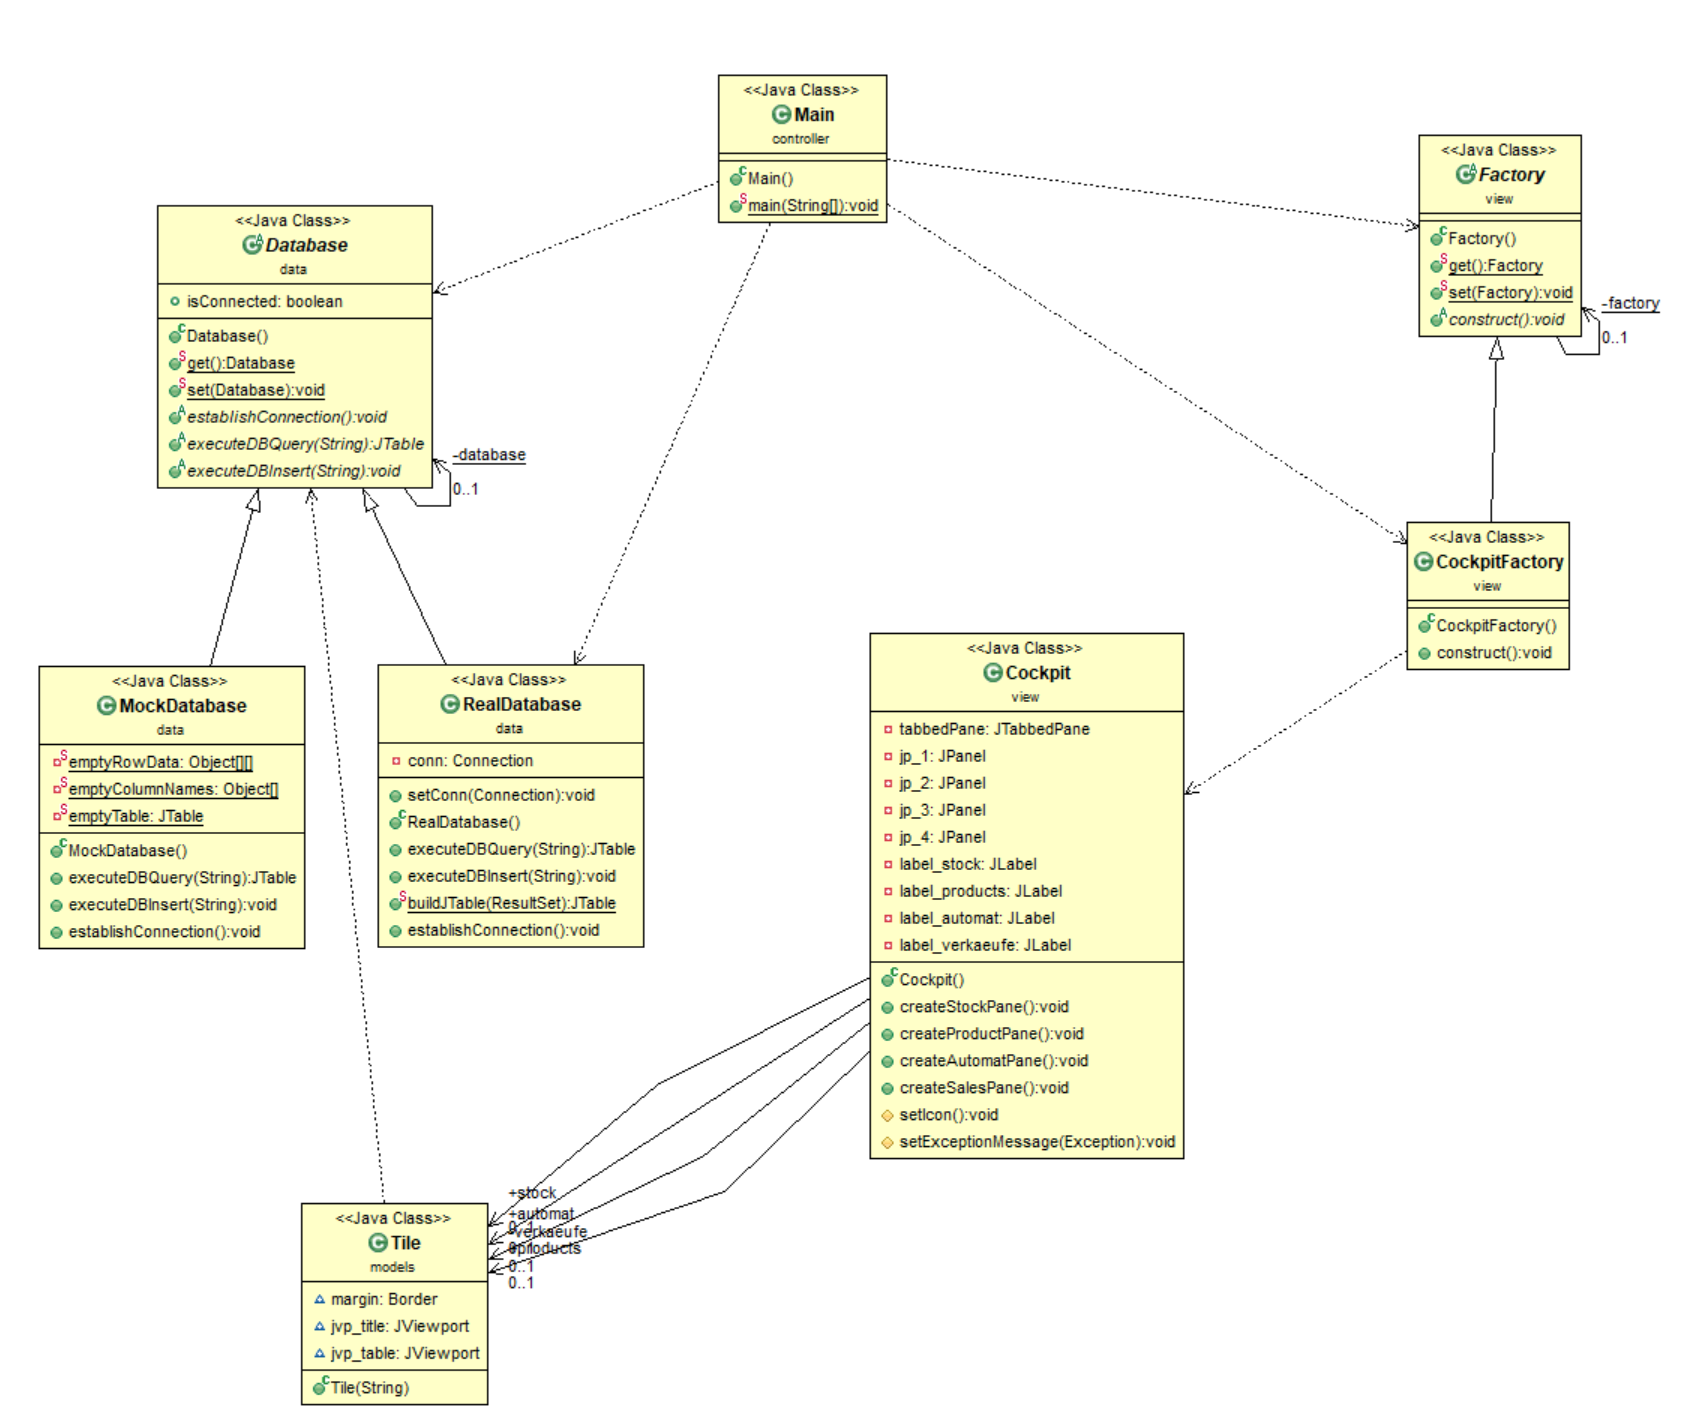 <<Java Class>>
Main
controller
Main()
main(String[]):void
<<Java Class>>
Factory
view
Factory()
get():Factory
set(Factory):void
construct():void
-factory
0..1
<<Java Class>>
Database
data
isConnected: boolean
Database()
get():Database
set(Database):void
establishConnection():void
executeDBQuery(String):JTable
executeDBInsert(String):void
-database
0..1
<<Java Class>>
CockpitFactory
view
CockpitFactory()
construct():void
<<Java Class>>
MockDatabase
data
emptyRowData: Object[][]
emptyColumnNames: Object[]
emptyTable: JTable
MockDatabase()
executeDBQuery(String):JTable
executeDBInsert(String):void
establishConnection():void
<<Java Class>>
RealDatabase
data
conn: Connection
setConn(Connection):void
RealDatabase()
executeDBQuery(String):JTable
executeDBInsert(String):void
buildJTable(ResultSet):JTable
establishConnection():void
<<Java Class>>
Cockpit
view
tabbedPane: JTabbedPane
jp_1: JPanel
jp_2: JPanel
jp_3: JPanel
jp_4: JPanel
label_stock: JLabel
label_products: JLabel
label_automat: JLabel
label_verkaeufe: JLabel
Cockpit()
createStockPane():void
createProductPane():void
createAutomatPane():void
createSalesPane():void
setIcon():void
setExceptionMessage(Exception):void
+stock
+automat
0..1
verkaeufe
0..1
products
0..1
0..1
<<Java Class>>
Tile
models
margin: Border
jvp_title: JViewport
jvp_table: JViewport
Tile(String)